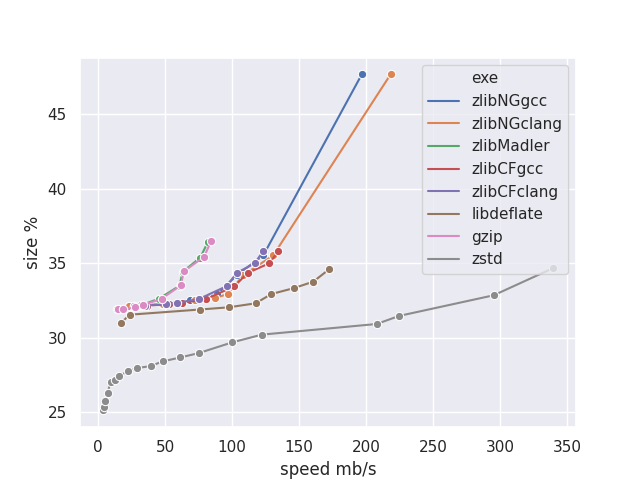 exe
zlibNGgcc
zlibNGclang
zlibMadler
zlibCFgcc
zlibCFclang
libdeflate
gzip
zstd
45
40
35
30
25
size %
0
50
100
150
200
250
300
350
speed mb/s